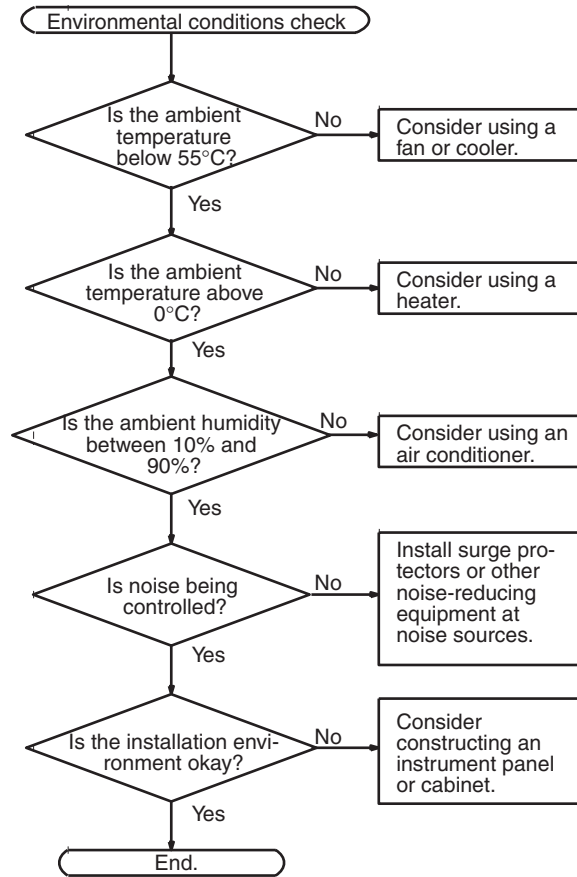 Environmental conditions check
Is the ambient
temperature
below 55°C?
No
Consider using a
fan or cooler.
Yes
Is the ambient
temperature above
0°C?
No
Consider using a
heater.
Yes
Is the ambient humidity
between 10% and
90%?
No
Consider using an
air conditioner.
Yes
Is noise being
controlled?
No
Install surge pro-
tectors or other
noise-reducing
equipment at
noise sources.
Yes
Is the installation envi-
ronment okay?
No
Consider
constructing an
instrument panel
or cabinet.
Yes
End.